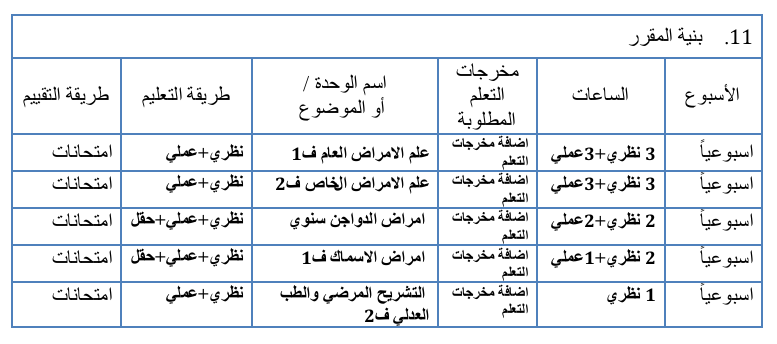 11. بنية المقرر
الأسبوع
الساعات
مخرجات
التعلم
المطلوبة
اسم الوحدة /
أو الموضوع
طريقة التعليم
طريقة التقييم
اسبوعياً
3 نظري+3عملي
اضافة مخرجات
التعلم
علم الامراض العام ف1
نظري+عملي
امتحانات
اسبوعياً
3 نظري+3عملي
اضافة مخرجات
التعلم
علم الامراض الخاص ف2
نظري+عملي
امتحانات
اسبوعياً
2 نظري+2عملي
اضافة مخرجات
التعلم
امراض الدواجن سنوي
نظري+عملي+حقل
امتحانات
اسبوعياً
2 نظري+1عملي
اضافة مخرجات
التعلم
امراض الاسماك ف1
نظري+عملي+حقل
امتحانات
اسبوعياً
1 نظري
اضافة مخرجات
التعلم
التشريح المرضي والطب
العدلي ف2
نظري+عملي
امتحانات